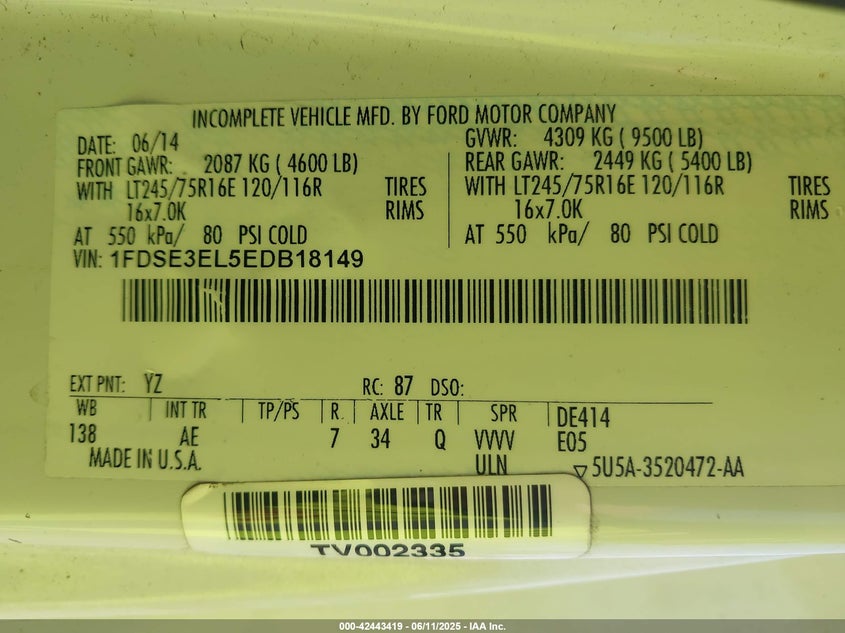 INCOMPLETE VEHICLE MFD. BY FORD MOTOR COMPANY
DATE: 06/14 GVWR: 4309 KG ( 9500 LB)
FRONT GAWR: 2087 KG ( 4600 LB) REAR GAWR: 2449 KG ( 5400 LB)
WITH LT245/75R16E 120/116R TIRES WITH LT245/75R16E 120/116R TIRES
16x7.0K RIMS 16x7.0K RIMS
AT 550 kPa/ 80 PSI COLD AT 550 kPa/ 80 PSI COLD
VIN: 1FDSE3EL5EDB18149
EXT PNT: YZ RC: 87 DSO:
WB INT TR TP/PS R AXLE TR SPR DE414
138 AE 7 34 Q VVVV E05
MADE IN U.S.A. ULN 5U5A-3520472-AA
TV002335
000-42443419 - 06/11/2025 - IAA Inc.